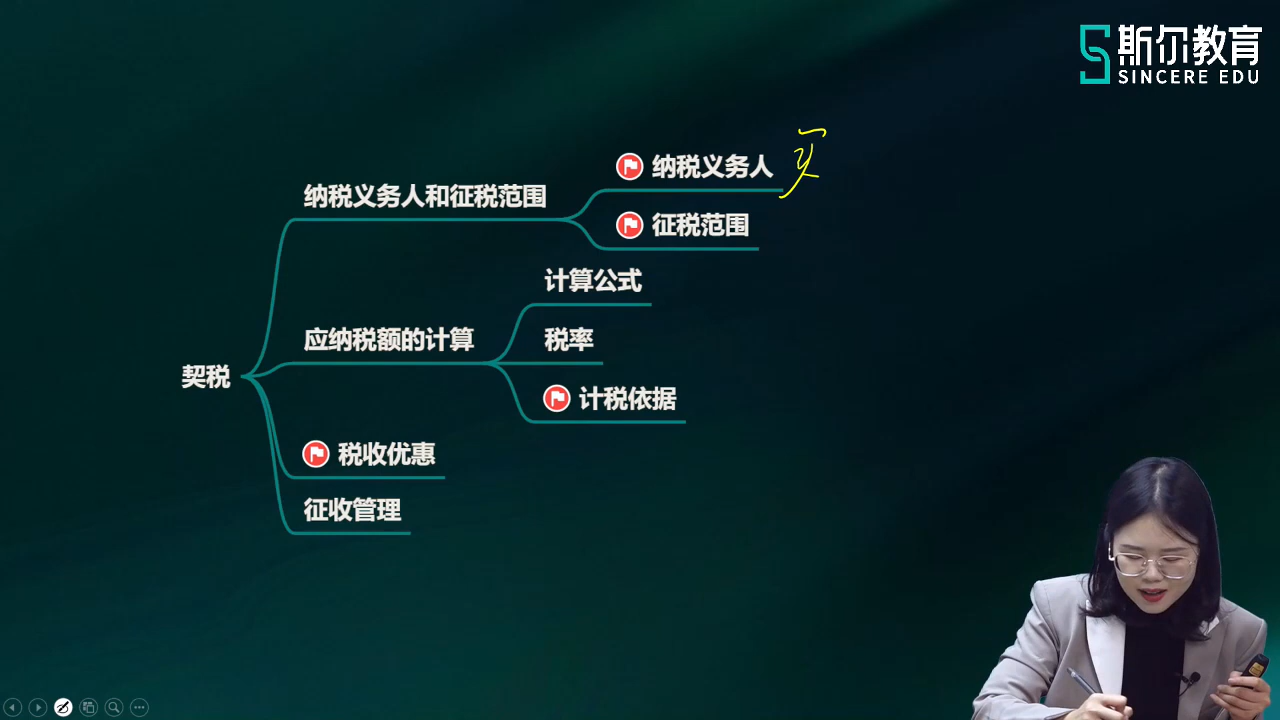 斯尔教育
SINCERE EDU
纳税义务人 买
纳税义务人和征税范围
征税范围
计算公式
应纳税额的计算
税率
契税
计税依据
税收优惠
征收管理